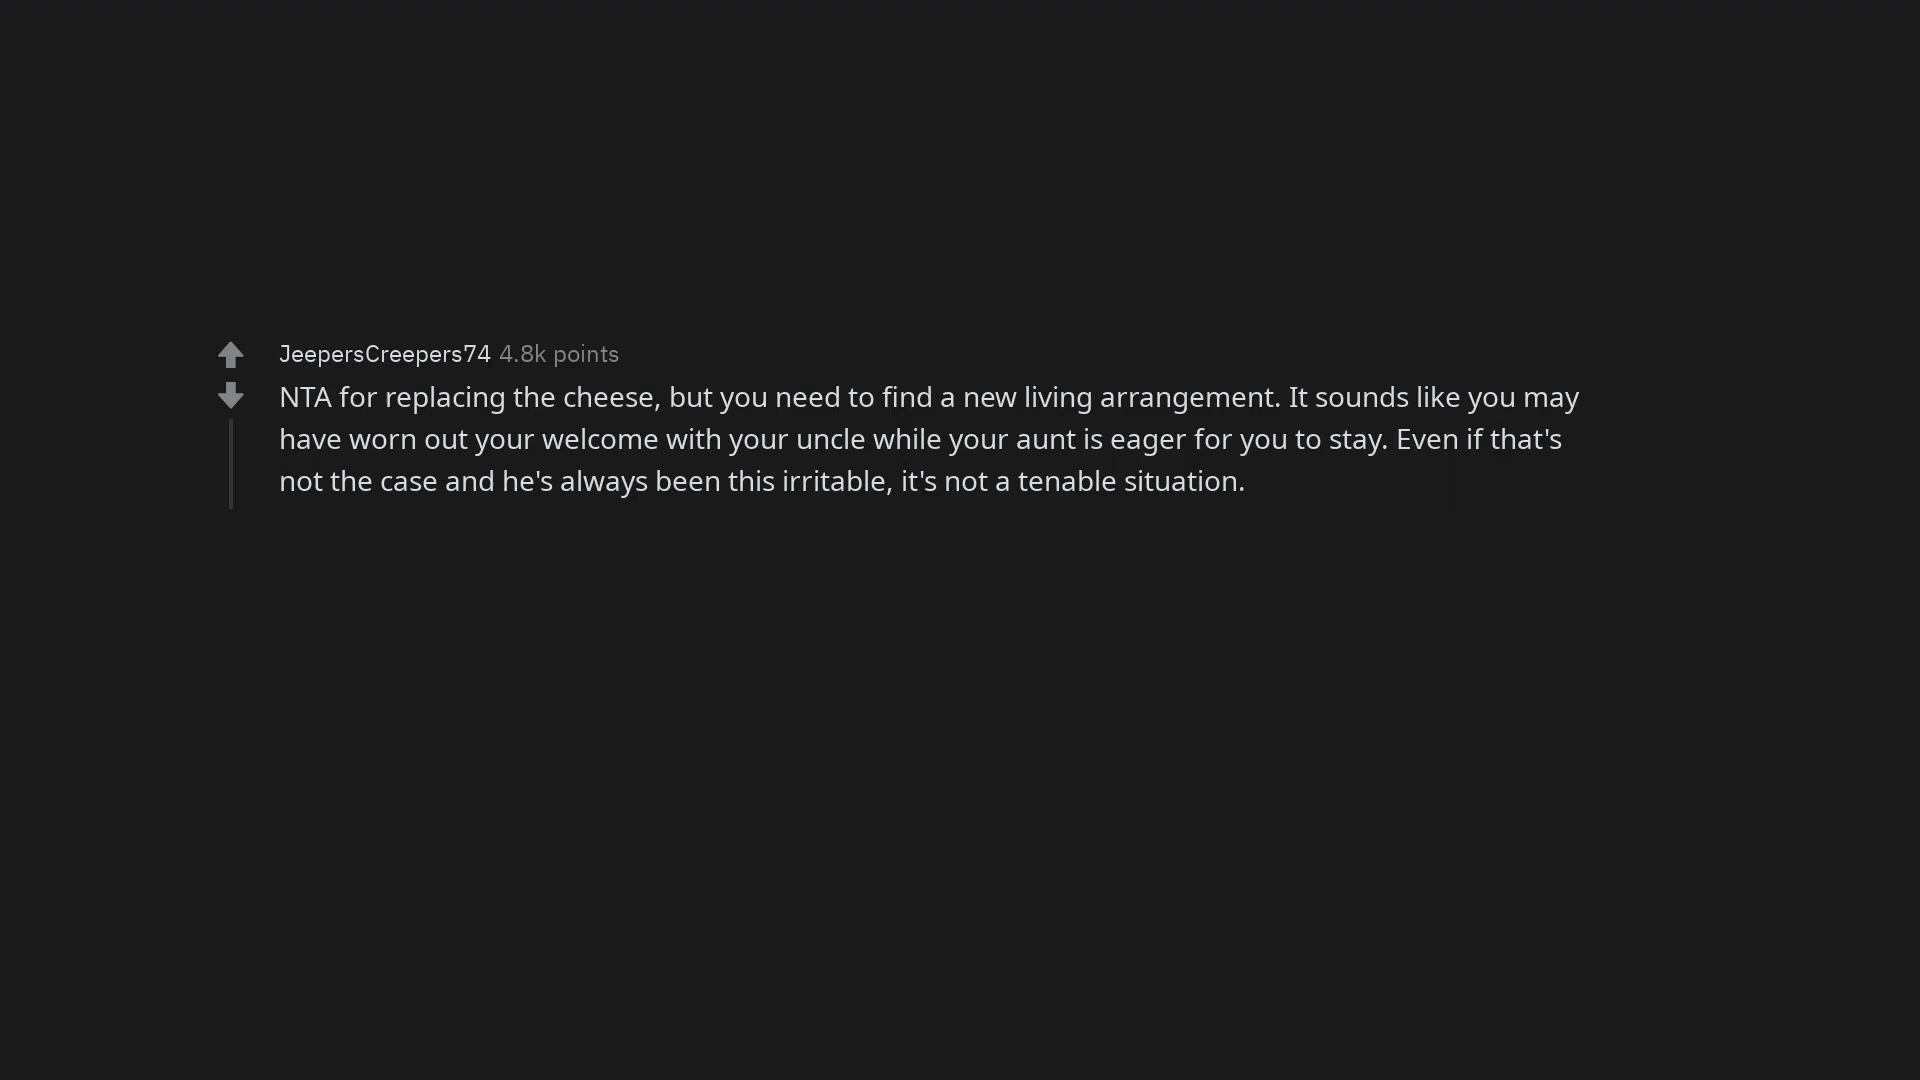 JeepersCreepers74 4.8k points
NTA for replacing the cheese, but you need to find a new living arrangement. It sounds like you may
have worn out your welcome with your uncle while your aunt is eager for you to stay. Even if that's
not the case and he's always been this irritable, it's not a tenable situation.